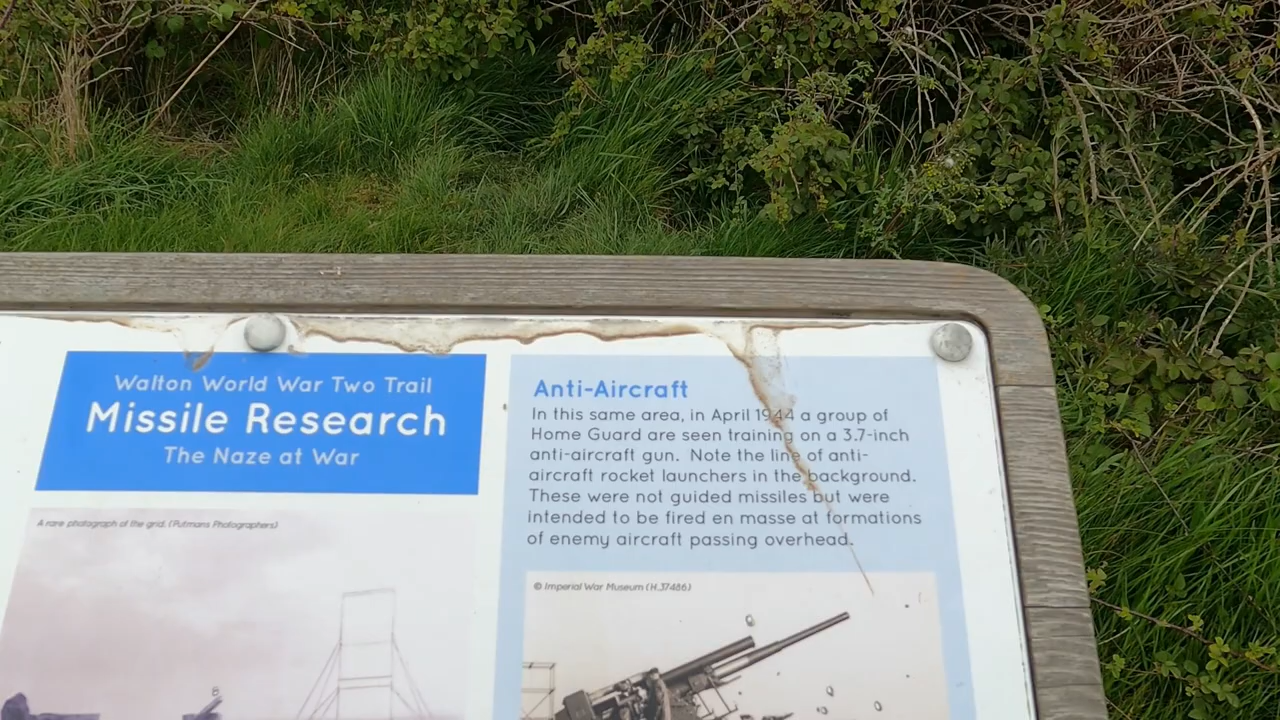 Walton World War Two Trail
Missile Research
The Naze at War
A rare photograph of the grid. (Putmans Photographers)
Anti-Aircraft
In this same area, in April 1944 a group of
Home Guard are seen training on a 3.7-inch
anti-aircraft gun. Note the line of anti-
aircraft rocket launchers in the background.
These were not guided missiles but were
intended to be fired en masse at formations
of enemy aircraft passing overhead.
© Imperial War Museum (H.37486)